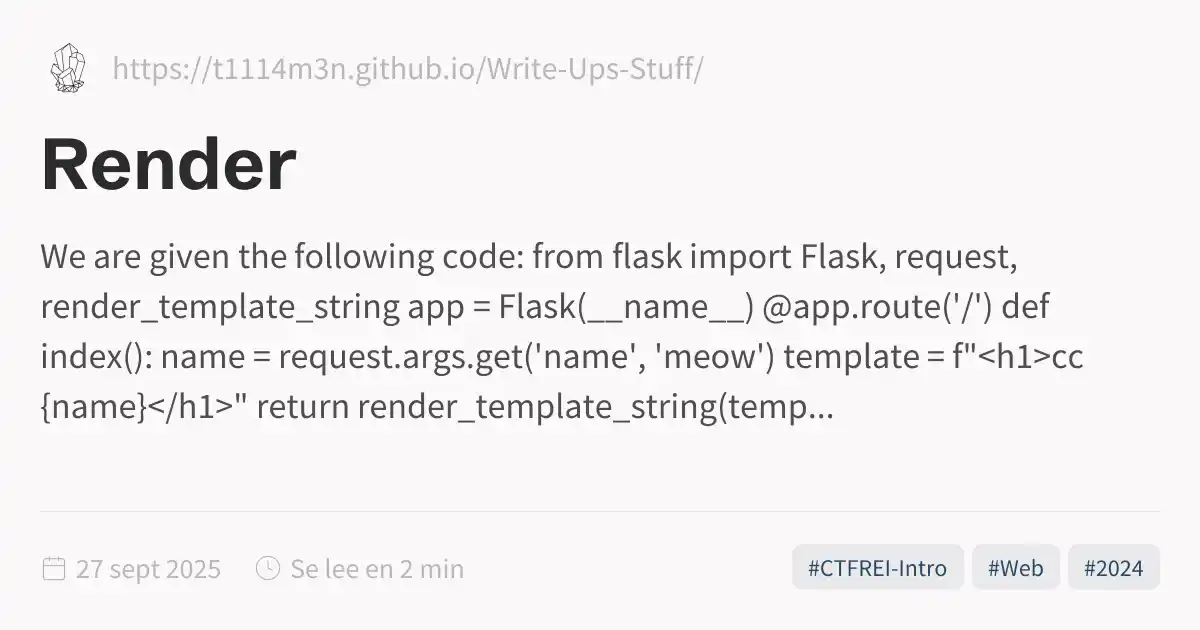 https://t1114m3n.github.io/Write-Ups-Stuff/
Render
We are given the following code: from flask import Flask, request,
render_template_string app = Flask(__name__) @app.route('/') def
index(): name = request.args.get('name', 'meow') template = f"<h1>cc
{name}</h1>" return render_template_string(temp...
27 sept 2025 Se lee en 2 min #CTFREI-Intro #Web #2024